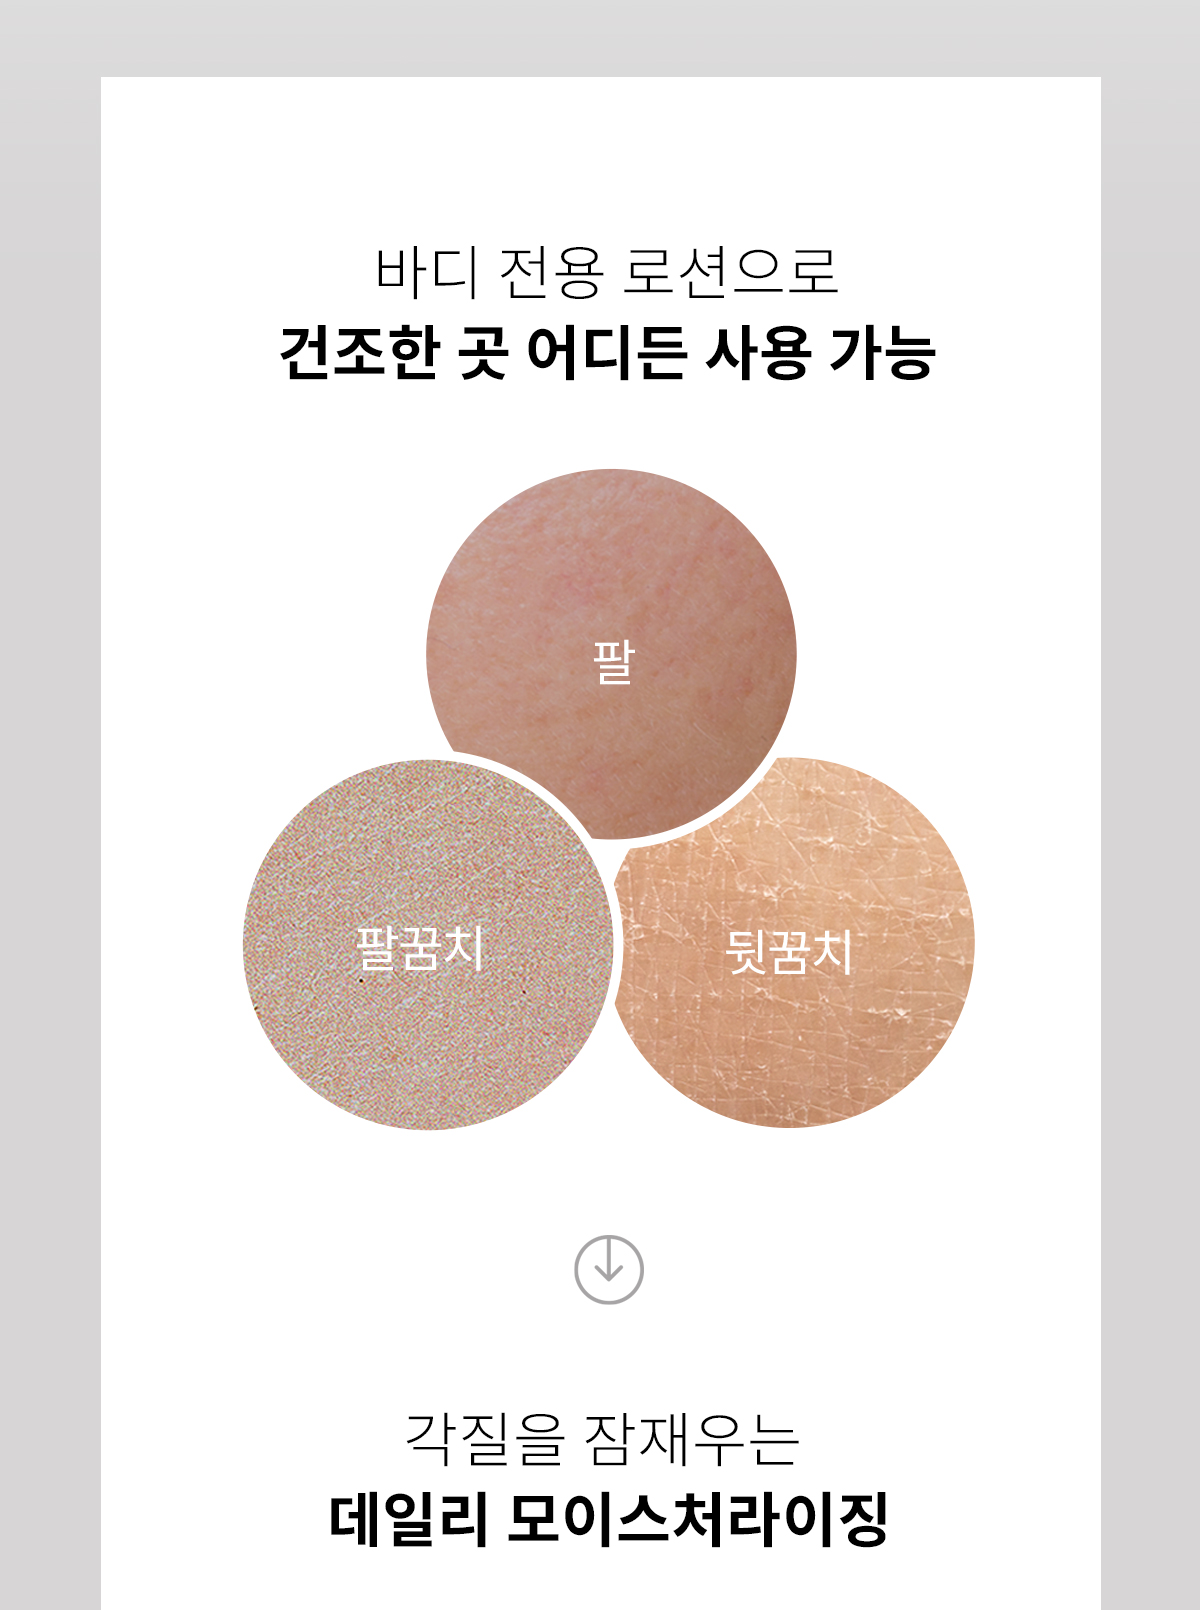 바디 전용 로션으로
건조한 곳 어디든 사용 가능
팔
팔꿈치
뒷꿈치
각질을 잠재우는
데일리 모이스처라이징